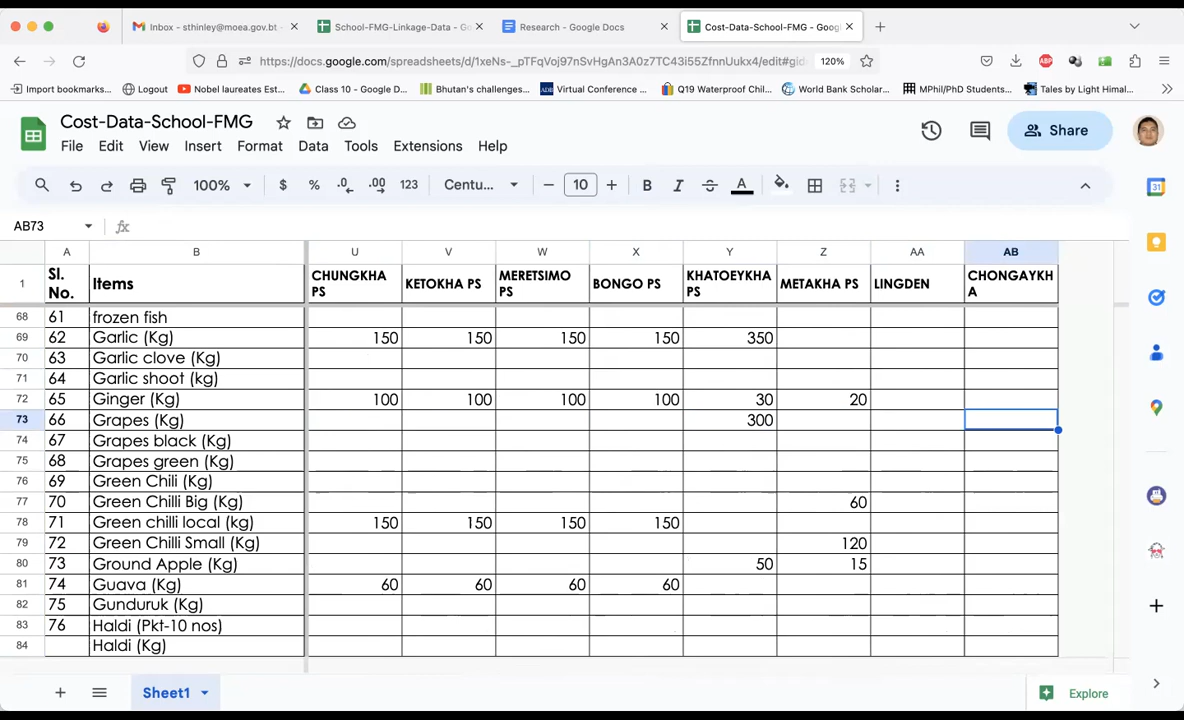 Inbox - sthinley@moea.gov.bt -
School-FMG-Linkage-Data - Go
Research - Google Docs
Cost-Data-School-FMG - Googl
https://docs.google.com/spreadsheets/d/1xeNs-_pTFqVoj97nSvHgAn3A0z7TC43i55ZfnnUukx4/edit#gid
120%
Import bookmarks...
Logout
Nobel laureates Est...
Class 10 - Google D...
Bhutan's challenges...
ADB
Virtual Conference ...
Q19 Waterproof Chil...
World Bank Scholar...
MPhil/PhD Students...
Tales by Light Himal...
Cost-Data-School-FMG
File Edit View Insert Format Data Tools Extensions Help
Share
100% $ % .0 .00 123 Centu... 10 B I S A
31
AB73
fx
A B U V W X Y Z AA AB
1 Sl. No. Items CHUNGKHA PS KETOKHA PS MERETSIMO PS BONGO PS KHATOEYKHA PS METAKHA PS LINGDEN CHONGAYKHA
68 61 frozen fish
69 62 Garlic (Kg) 150 150 150 150 350
70 63 Garlic clove (Kg)
71 64 Garlic shoot (kg)
72 65 Ginger (Kg) 100 100 100 100 30 20
73 66 Grapes (Kg) 300
74 67 Grapes black (Kg)
75 68 Grapes green (Kg)
76 69 Green Chili (Kg)
77 70 Green Chilli Big (Kg) 60
78 71 Green chilli local (kg) 150 150 150 150
79 72 Green Chilli Small (Kg) 120
80 73 Ground Apple (Kg) 50 15
81 74 Guava (Kg) 60 60 60 60
82 75 Gunduruk (Kg)
83 76 Haldi (Pkt-10 nos)
84 Haldi (Kg)
Sheet1
Explore